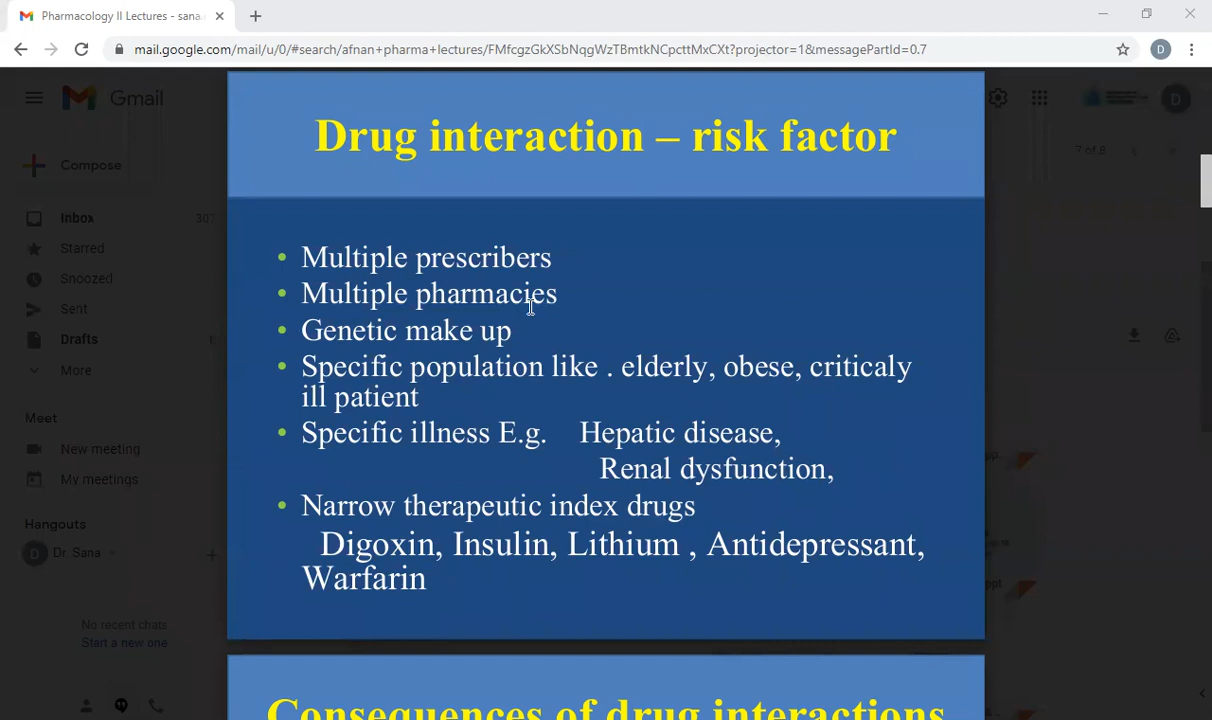 Pharmacology II Lectures - sana
mail.google.com/mail/u/0/#search/afnan+pharma+lectures/FMfcgzGkXSbNqgWzTBmtkNCpcttMxCXt?projector=1&messagePartId=0.7
D
Gmail
D
Compose
7 of 8
Inbox 307
Starred
Snoozed
Sent
Drafts
More
Meet
New meeting
My meetings
Hangouts
D Dr. Sana
No recent chats
Start a new one
Drug interaction – risk factor
• Multiple prescribers
• Multiple pharmacies
• Genetic make up
• Specific population like . elderly, obese, criticaly
ill patient
• Specific illness E.g. Hepatic disease,
Renal dysfunction,
• Narrow therapeutic index drugs
Digoxin, Insulin, Lithium , Antidepressant,
Warfarin
Consequences of drug interactions